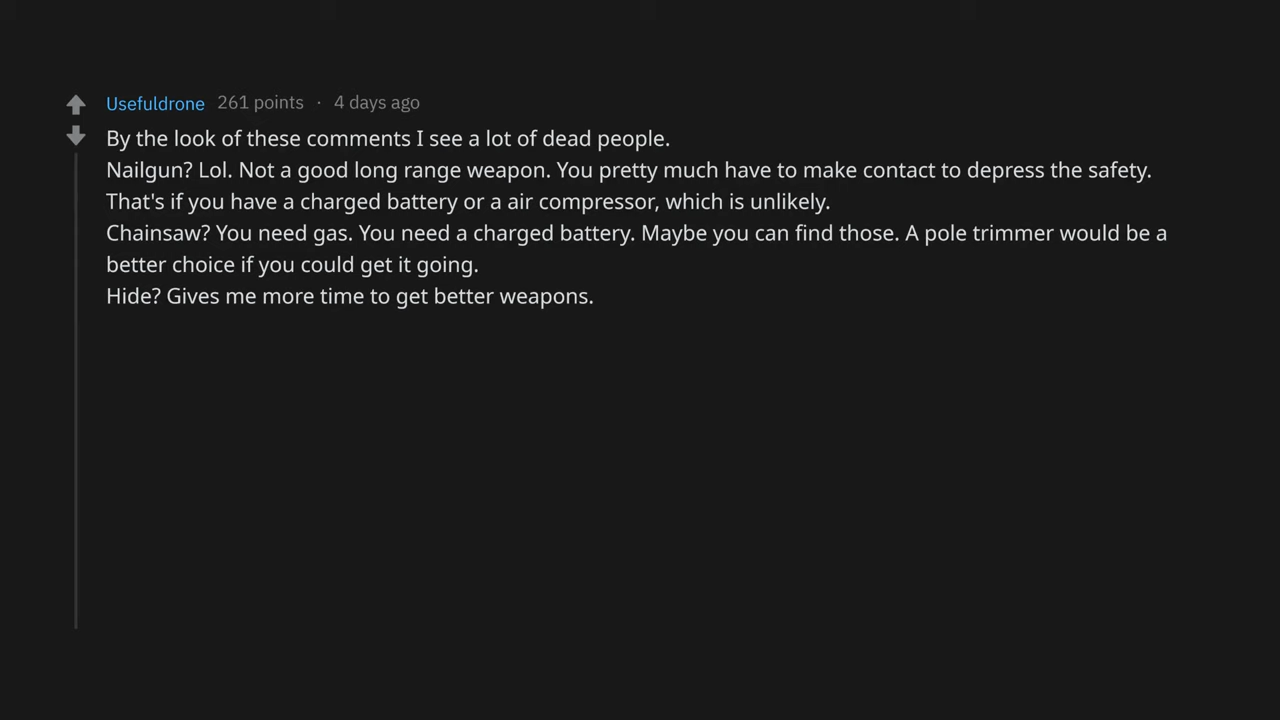 Usefuldrone 261 points · 4 days ago
By the look of these comments I see a lot of dead people.
Nailgun? Lol. Not a good long range weapon. You pretty much have to make contact to depress the safety.
That's if you have a charged battery or a air compressor, which is unlikely.
Chainsaw? You need gas. You need a charged battery. Maybe you can find those. A pole trimmer would be a
better choice if you could get it going.
Hide? Gives me more time to get better weapons.